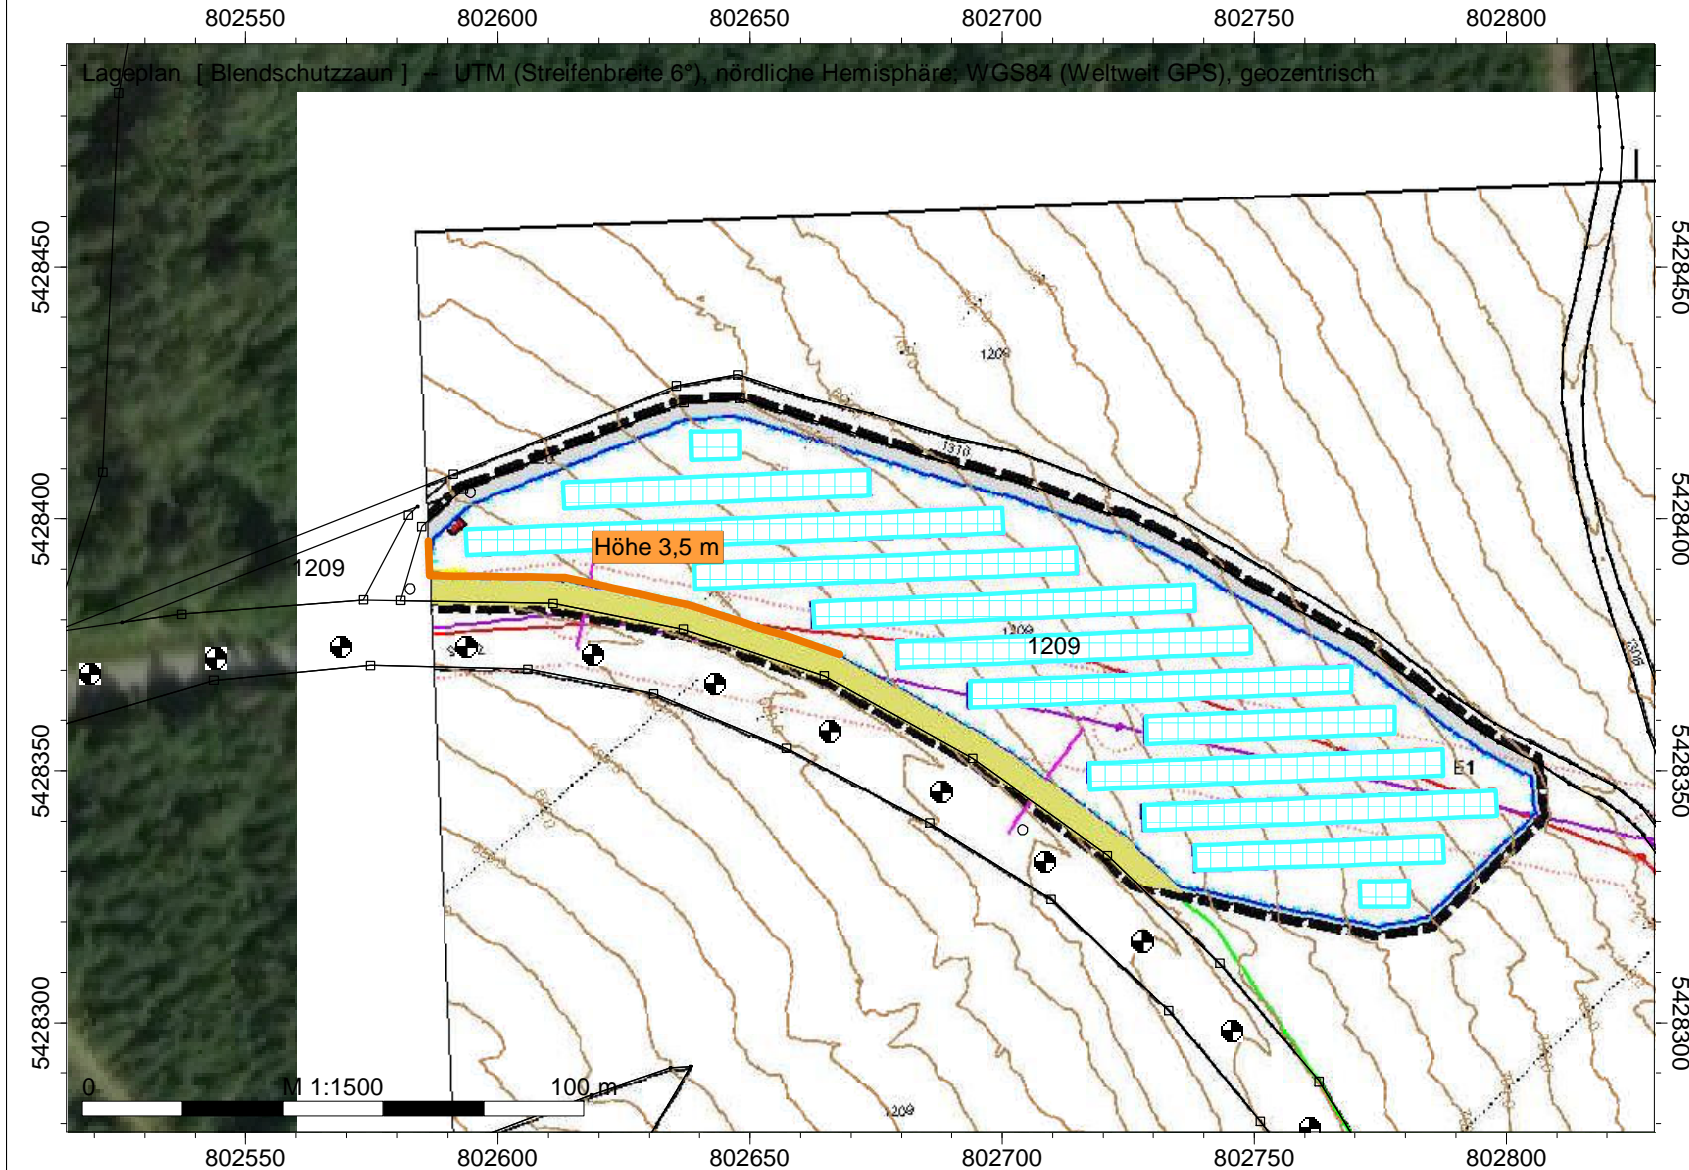 802550 802600 802650 802700 802750 802800
Lageplan [ Blendschutzzaun ] -- UTM (Streifenbreite 6°), nördliche Hemisphäre; WGS84 (Weltweit GPS), geozentrisch
5428450
5428450
1209
1310
5428400
5428400
Höhe 3,5 m
1209
1209
1209
1306
5428350
5428350
E1
5428300
5428300
0 M 1:1500 100 m
1209
802550 802600 802650 802700 802750 802800